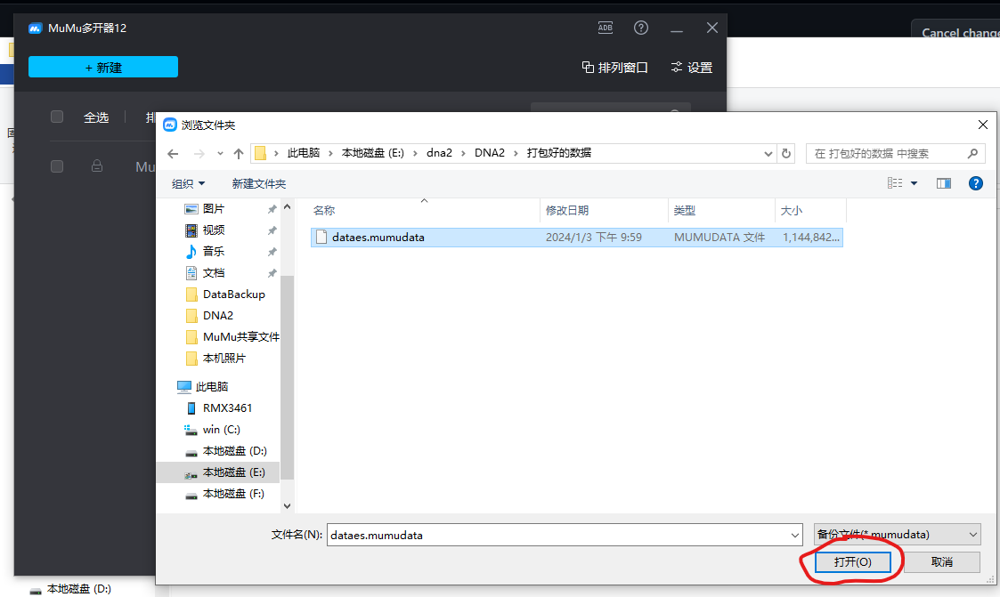 MuMu多开器12
ADB
Cancel change
+ 新建
排列窗口
设置
全选
排
Mu
浏览文件夹
此电脑 > 本地磁盘 (E:) > dna2 > DNA2 > 打包好的数据
在 打包好的数据 中搜索
组织
新建文件夹
名称
修改日期
类型
大小
dataes.mumudata
2024/1/3 下午 9:59
MUMUDATA 文件
1,144,842...
图片
视频
音乐
文档
DataBackup
DNA2
MuMu共享文件
本机照片
此电脑
RMX3461
win (C:)
本地磁盘 (D:)
本地磁盘 (E:)
本地磁盘 (F:)
文件名(N):
dataes.mumudata
备份文件(*.mumudata)
打开(O)
取消
本地磁盘 (D:)